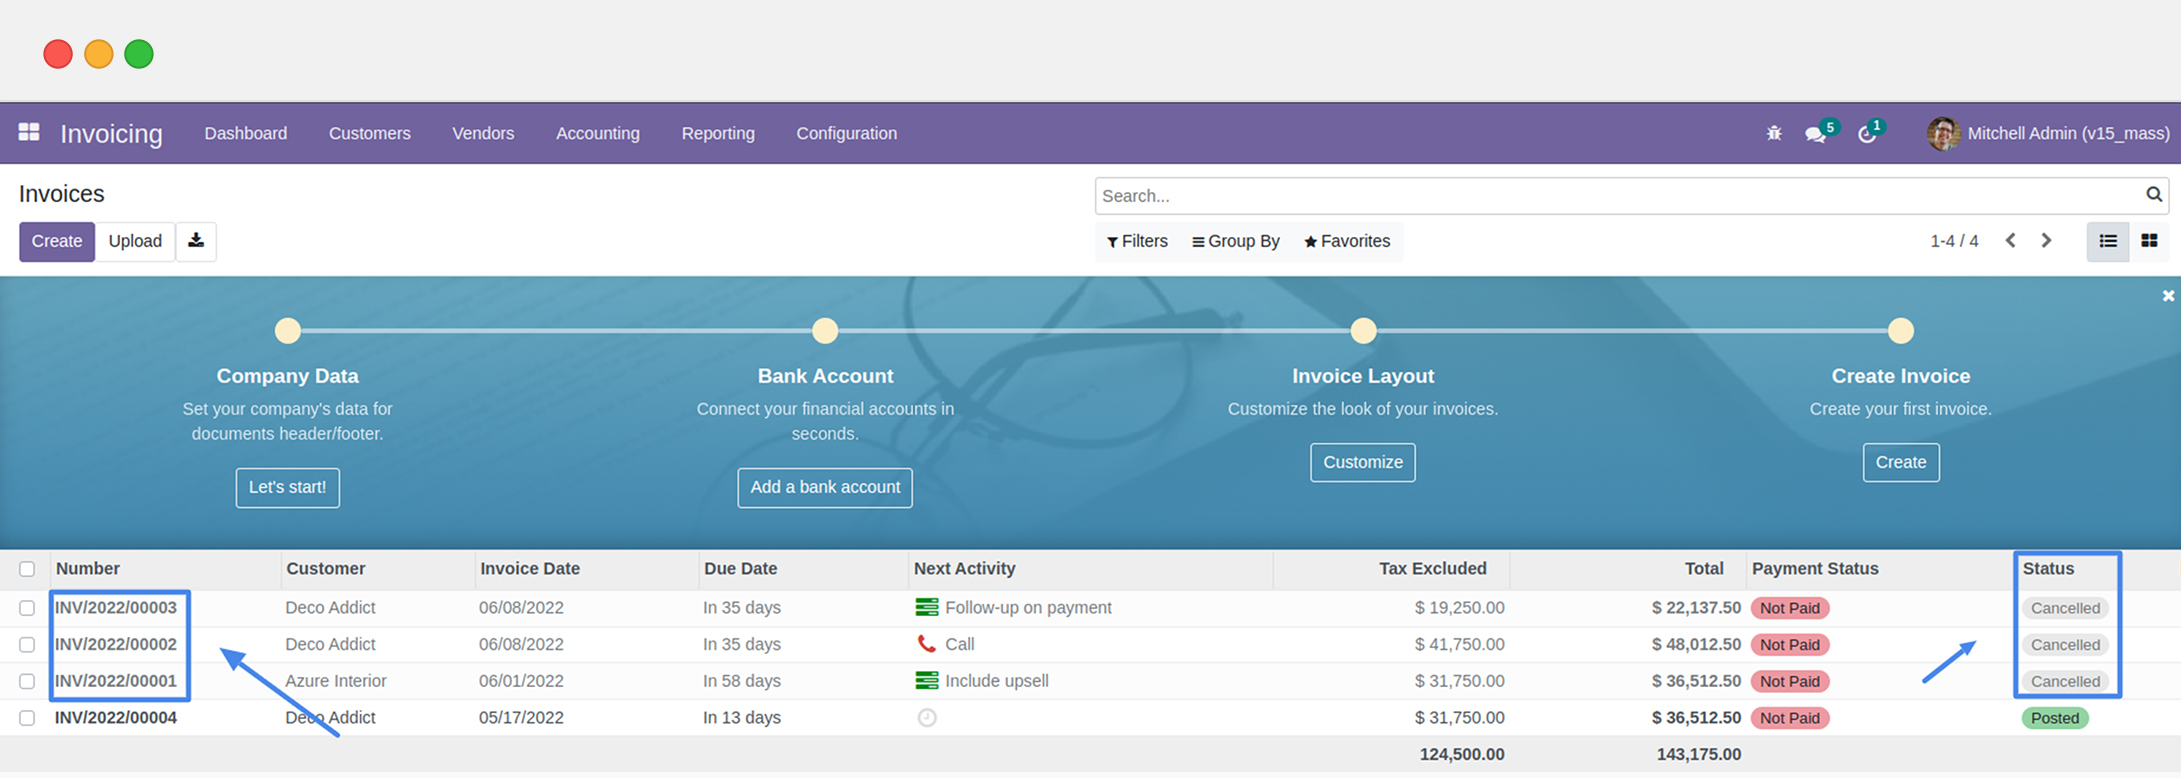 Invoicing Dashboard Customers Vendors Accounting Reporting Configuration 5 1 Mitchell Admin (v15_mass)
Invoices
Search...
Create Upload Filters Group By Favorites 1-4 / 4
Company Data Bank Account Invoice Layout Create Invoice
Set your company's data for Connect your financial accounts in Customize the look of your invoices. Create your first invoice.
documents header/footer. seconds.
Customize Create
Let's start! Add a bank account
Number Customer Invoice Date Due Date Next Activity Tax Excluded Total Payment Status Status
INV/2022/00003 Deco Addict 06/08/2022 In 35 days Follow-up on payment $ 19,250.00 $ 22,137.50 Not Paid Cancelled
INV/2022/00002 Deco Addict 06/08/2022 In 35 days Call $ 41,750.00 $ 48,012.50 Not Paid Cancelled
INV/2022/00001 Azure Interior 06/01/2022 In 58 days Include upsell $ 31,750.00 $ 36,512.50 Not Paid Cancelled
INV/2022/00004 Deco Addict 05/17/2022 In 13 days $ 31,750.00 $ 36,512.50 Not Paid Posted
124,500.00 143,175.00